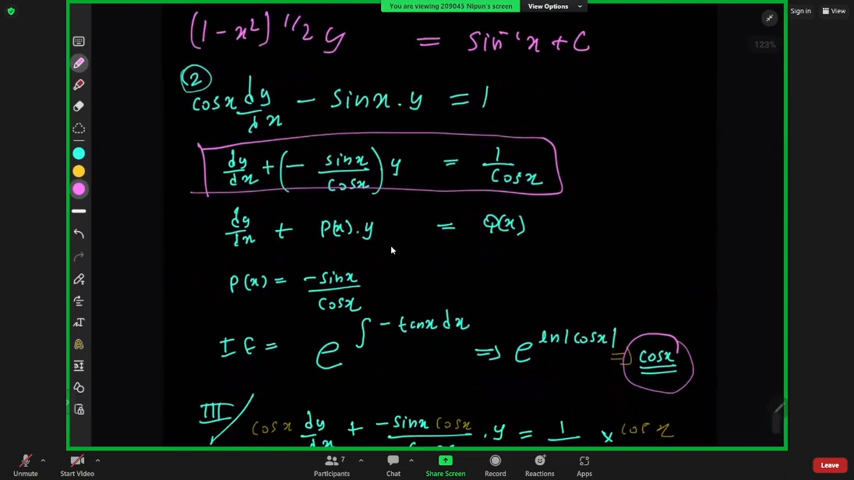 You are viewing 209045 Nipun's screen View Options
Sign in View
123%
(1-x²)^1/2 y = sin⁻¹x + C
② cosx dy/dx - sinx.y = 1
dy/dx + (- sinx/cosx) y = 1/cosx
dy/dx + P(x).y = Q(x)
P(x) = -sinx/cosx
IF = e^∫-tanx dx => e^ln|cosx| => cosx
III cosx dy/dx + -sinx cosx .y = 1 × cosx
Unmute Start Video Participants 7 Chat Share Screen Record Reactions Apps Leave